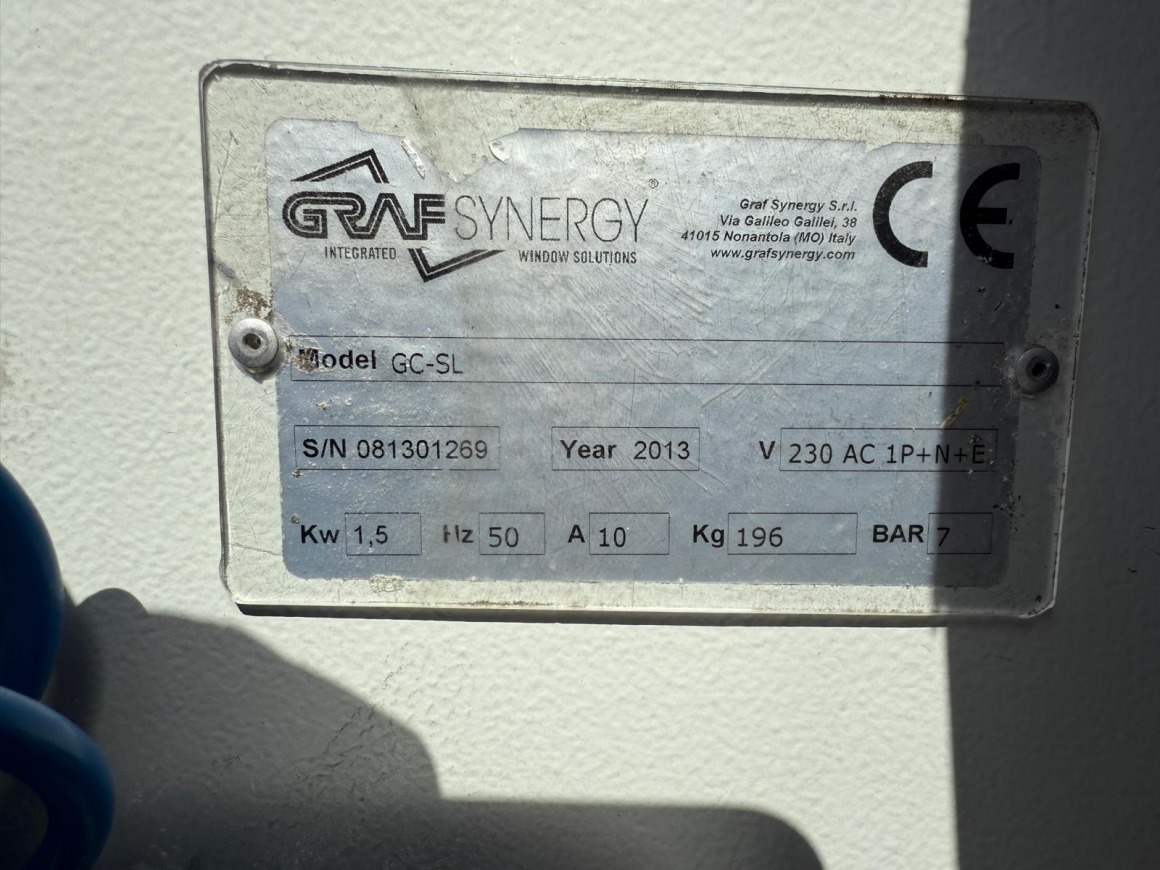 GRAF SYNERGY®
INTEGRATED WINDOW SOLUTIONS
Graf Synergy S.r.l.
Via Galileo Galilei, 38
41015 Nonantola (MO) Italy
www.grafsynergy.com
CE
Model GC-SL
S/N 081301269 Year 2013 V 230 AC 1P+N+E
Kw 1,5 Hz 50 A 10 Kg 196 BAR 7